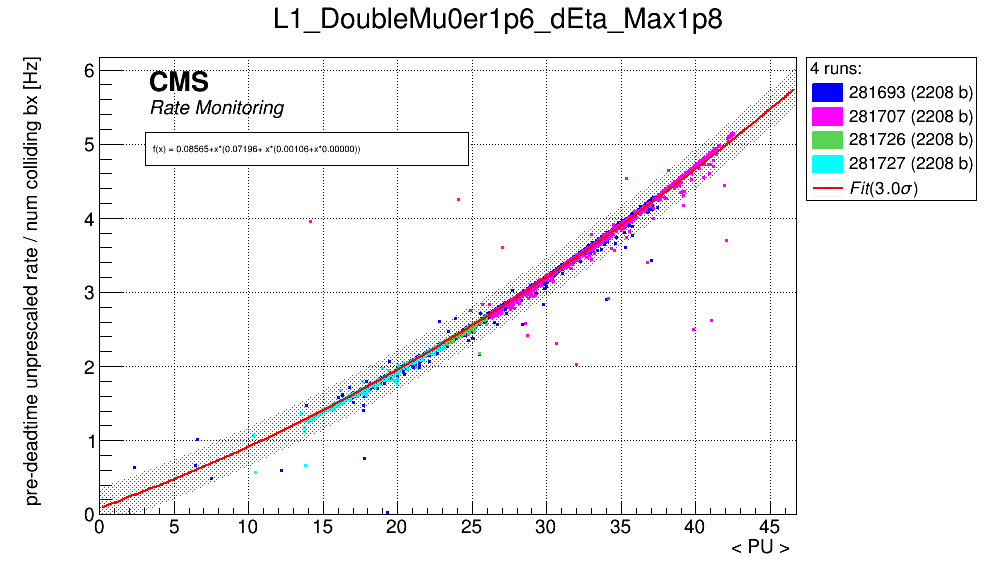 L1_DoubleMu0er1p6_dEta_Max1p8
pre-deadtime unprescaled rate / num colliding bx [Hz]
6
5
4
3
2
1
0
CMS
Rate Monitoring
f(x) = 0.08565+x*(0.07196+ x*(0.00106+x*0.00000))
0 5 10 15 20 25 30 35 40 45
< PU >
4 runs:
281693 (2208 b)
281707 (2208 b)
281726 (2208 b)
281727 (2208 b)
Fit(3.0σ)